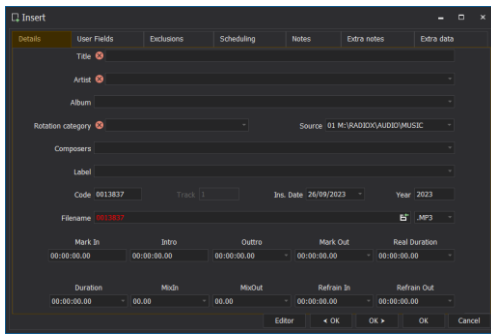 Insert
Details User Fields Exclusions Scheduling Notes Extra notes Extra data
Title
Artist
Album
Rotation category Source 01 M:\RADIOX\AUDIO\MUSIC
Composers
Label
Code 0013837 Track 1 Ins. Date 26/09/2023 Year 2023
Filename 0013837 .MP3
Mark In Intro Outtro Mark Out Real Duration
00:00:00.00 00:00:00.00 00:00:00.00 00:00:00.00 00:00:00.00
Duration MixIn MixOut Refrain In Refrain Out
00:00:00.00 00.00 00.00 00:00:00.00 00:00:00.00
Editor < OK OK > OK Cancel